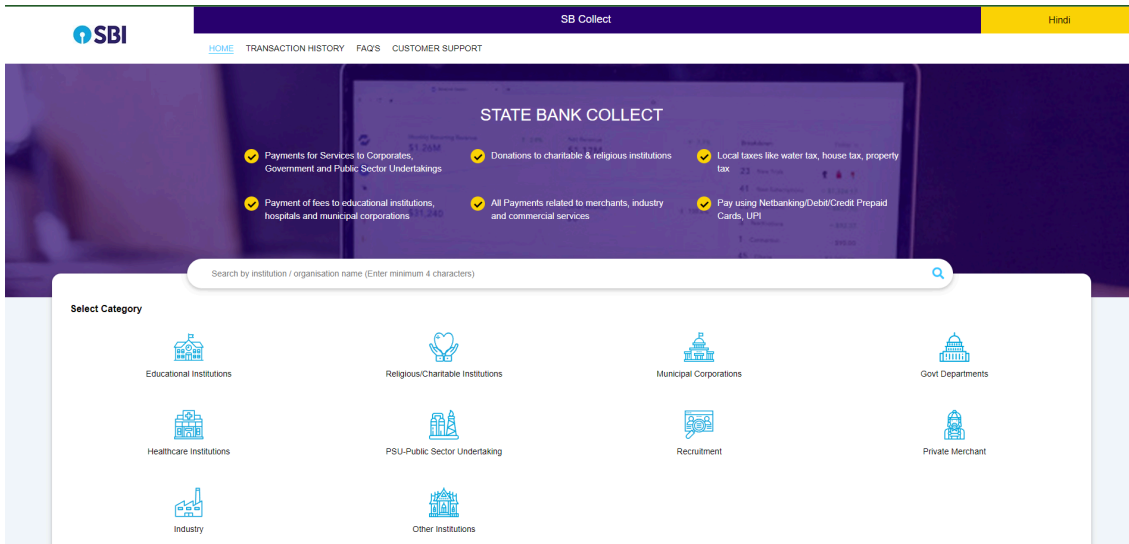 SBI
SB Collect
Hindi
HOME TRANSACTION HISTORY FAQ'S CUSTOMER SUPPORT
STATE BANK COLLECT
Payments for Services to Corporates,
Government and Public Sector Undertakings
Donations to charitable & religious institutions
Local taxes like water tax, house tax, property
tax
Payment of fees to educational institutions,
hospitals and municipal corporations
All Payments related to merchants, industry
and commercial services
Pay using Netbanking/Debit/Credit Prepaid
Cards, UPI
$1.26M
$31,240
Search by institution / organisation name (Enter minimum 4 characters)
Select Category
Educational Institutions
Religious/Charitable Institutions
Municipal Corporations
Govt Departments
Healthcare Institutions
PSU-Public Sector Undertaking
Recruitment
Private Merchant
Industry
Other Institutions